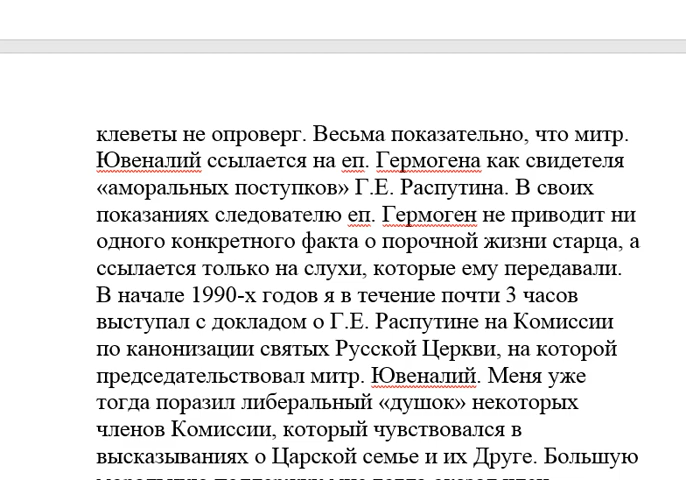 клеветы не опроверг. Весьма показательно, что митр.
Ювеналий ссылается на еп. Гермогена как свидетеля
«аморальных поступков» Г.Е. Распутина. В своих
показаниях следователю еп. Гермоген не приводит ни
одного конкретного факта о порочной жизни старца, а
ссылается только на слухи, которые ему передавали.
В начале 1990-х годов я в течение почти 3 часов
выступал с докладом о Г.Е. Распутине на Комиссии
по канонизации святых Русской Церкви, на которой
председательствовал митр. Ювеналий. Меня уже
тогда поразил либеральный «душок» некоторых
членов Комиссии, который чувствовался в
высказываниях о Царской семье и их Друге. Большую